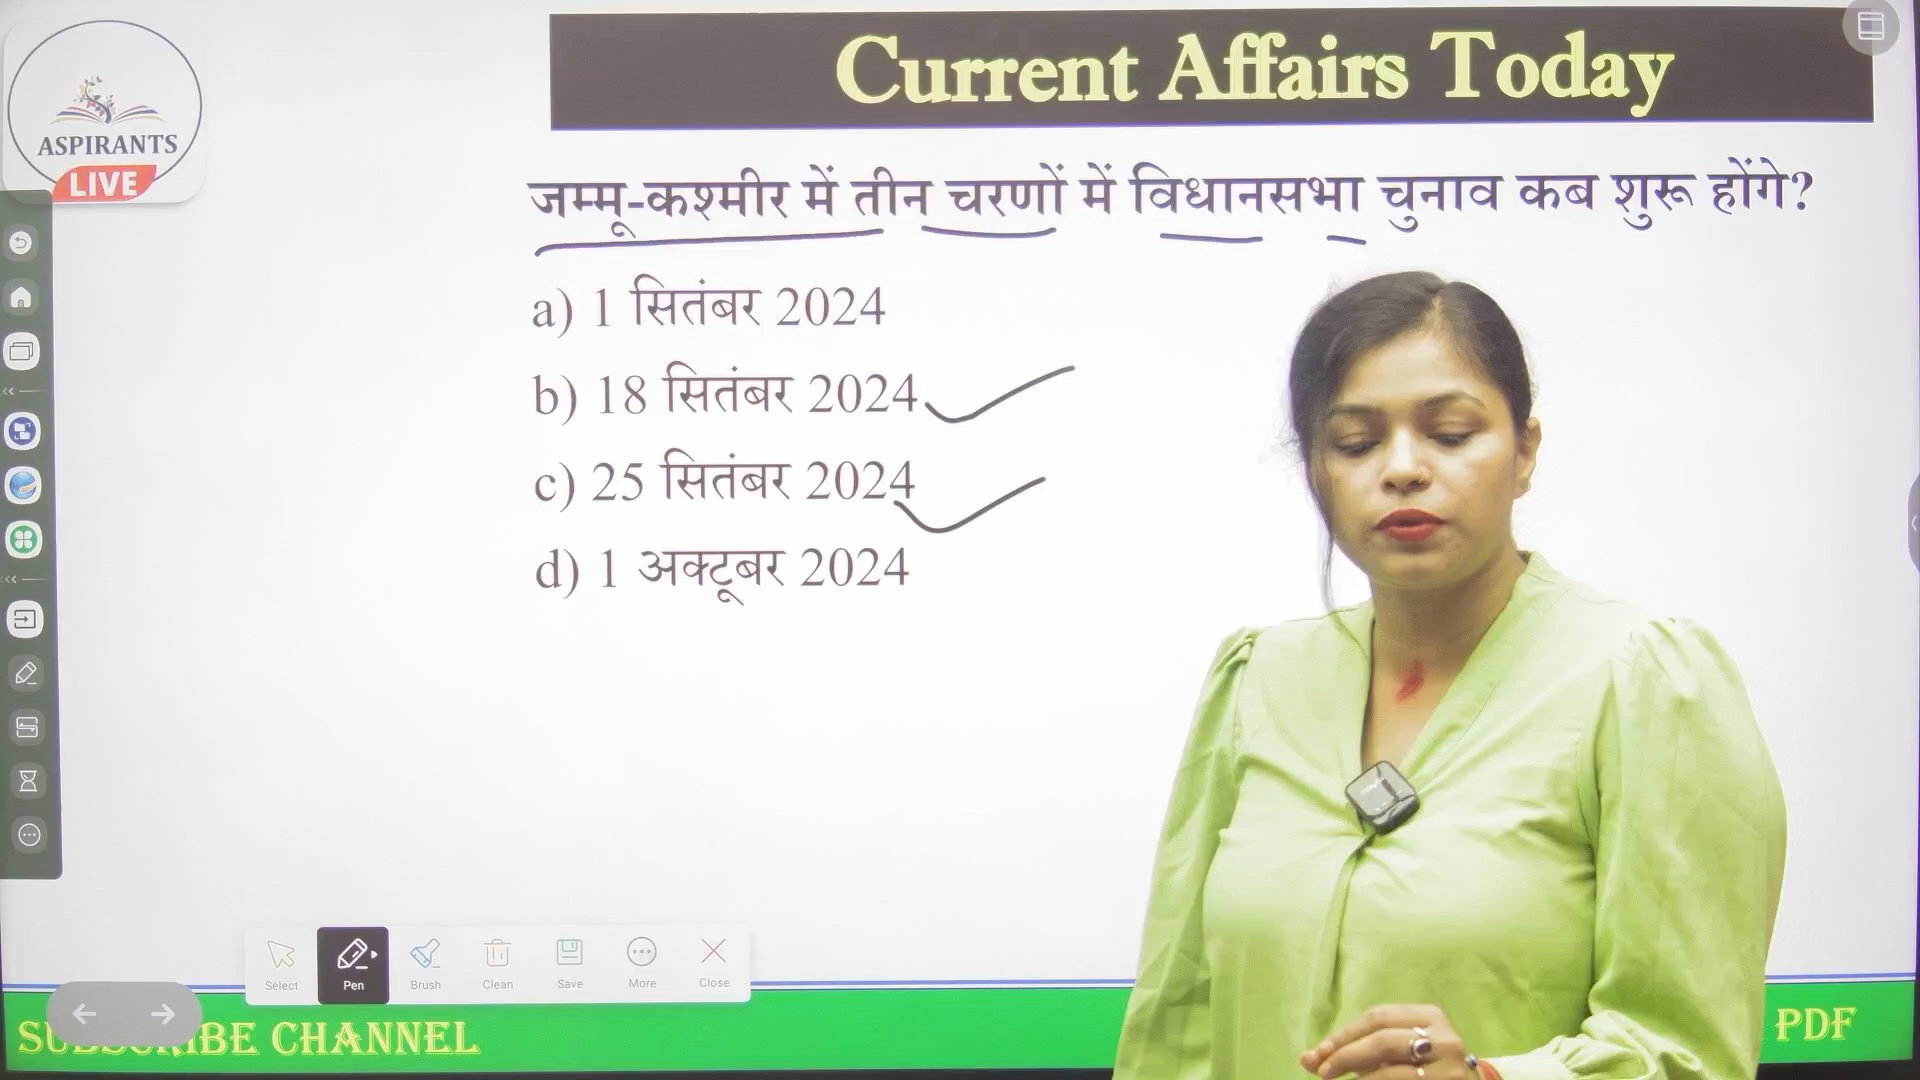 ASPIRANTS
LIVE
Current Affairs Today
जम्मू-कश्मीर में तीन चरणों में विधानसभा चुनाव कब शुरू होंगे?
a) 1 सितंबर 2024
b) 18 सितंबर 2024
c) 25 सितंबर 2024
d) 1 अक्टूबर 2024
Select Pen Brush Clean Save More Close
SUBSCRIBE CHANNEL
PDF